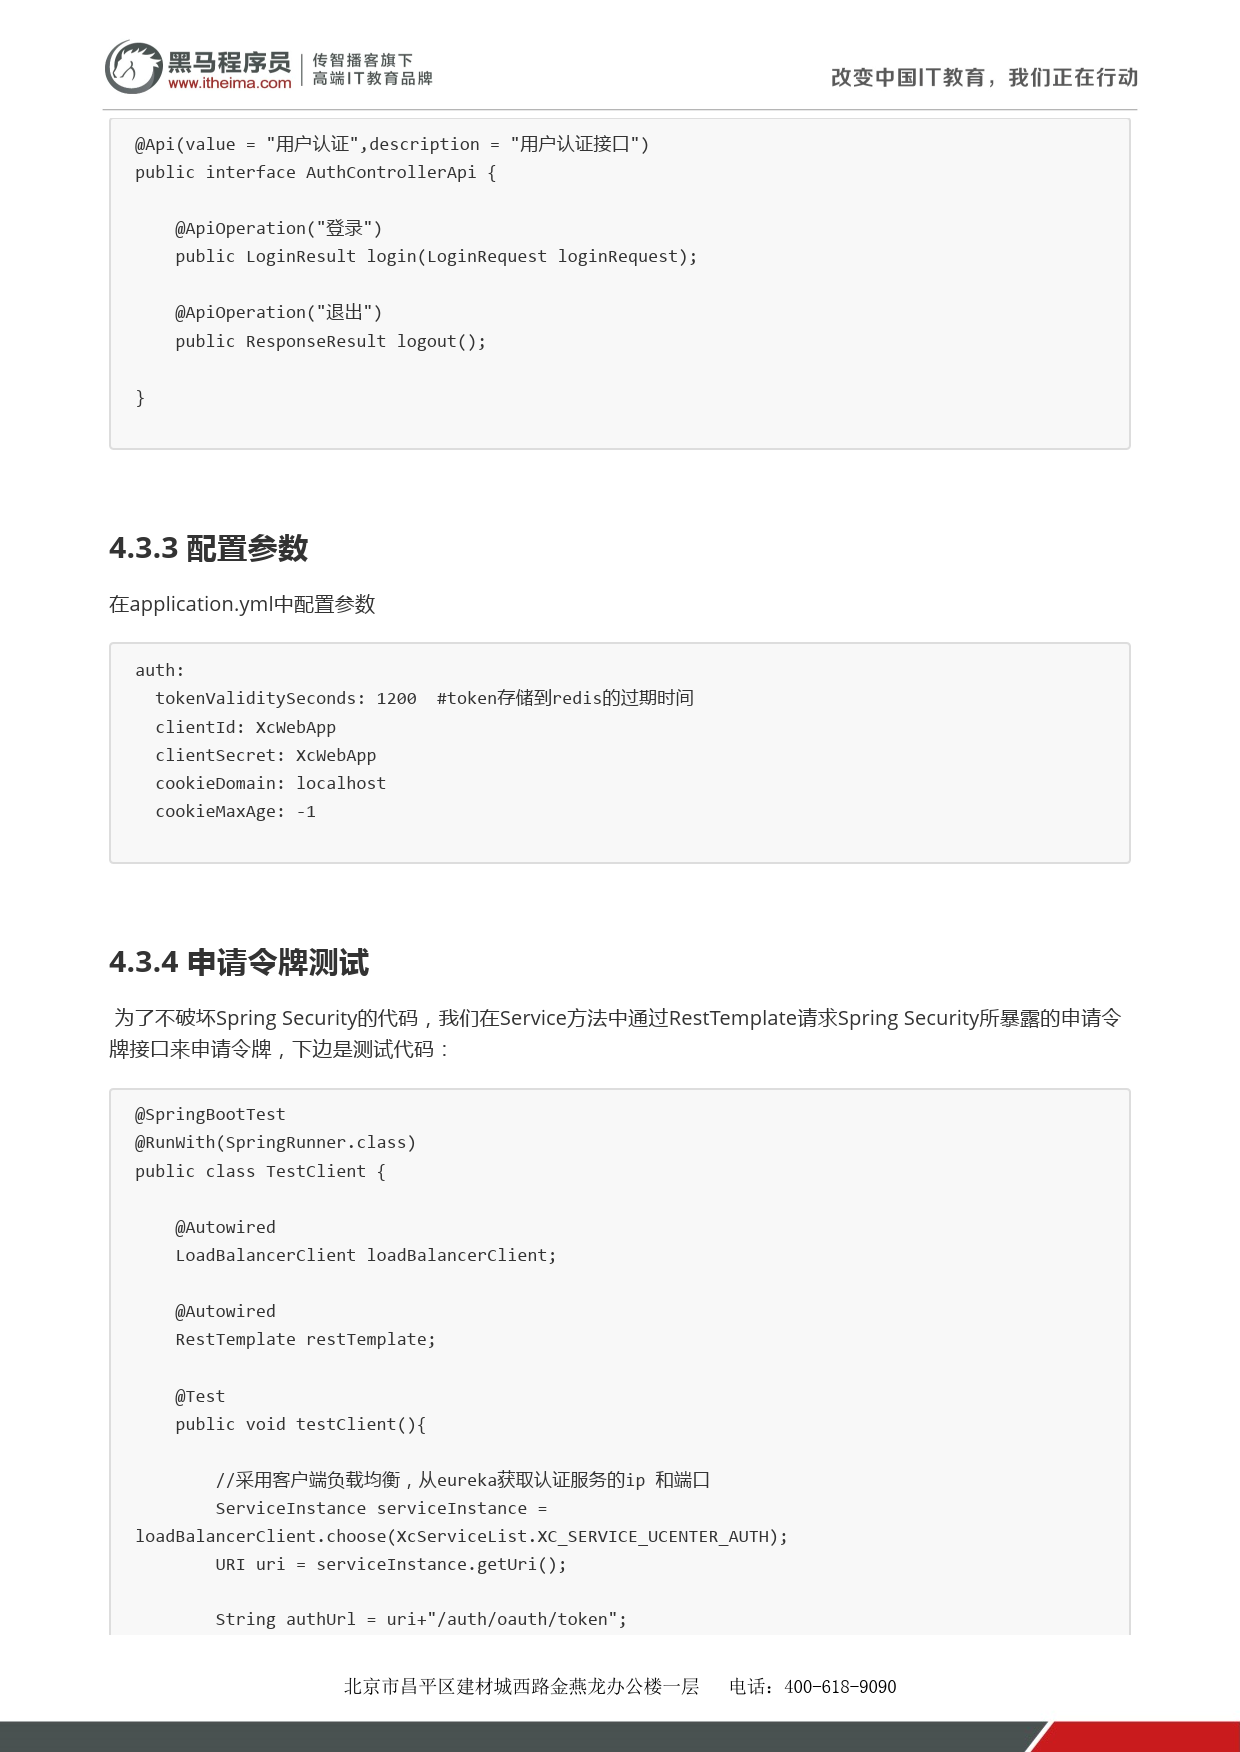 黑马程序员
www.itheima.com
传智播客旗下
高端IT教育品牌
改变中国IT教育，我们正在行动
@Api(value = "用户认证",description = "用户认证接口")
public interface AuthControllerApi {
    @ApiOperation("登录")
    public LoginResult login(LoginRequest loginRequest);
    @ApiOperation("退出")
    public ResponseResult logout();
}
4.3.3 配置参数
在application.yml中配置参数
auth:
  tokenValiditySeconds: 1200  #token存储到redis的过期时间
  clientId: XcWebApp
  clientSecret: XcWebApp
  cookieDomain: localhost
  cookieMaxAge: -1
4.3.4 申请令牌测试
为了不破坏Spring Security的代码，我们在Service方法中通过RestTemplate请求Spring Security所暴露的申请令
牌接口来申请令牌，下边是测试代码：
@SpringBootTest
@RunWith(SpringRunner.class)
public class TestClient {
    @Autowired
    LoadBalancerClient loadBalancerClient;
    @Autowired
    RestTemplate restTemplate;
    @Test
    public void testClient(){
        //采用客户端负载均衡，从eureka获取认证服务的ip 和端口
        ServiceInstance serviceInstance =
loadBalancerClient.choose(XcServiceList.XC_SERVICE_UCENTER_AUTH);
        URI uri = serviceInstance.getUri();
        String authUrl = uri+"/auth/oauth/token";
北京市昌平区建材城西路金燕龙办公楼一层   电话：400-618-9090